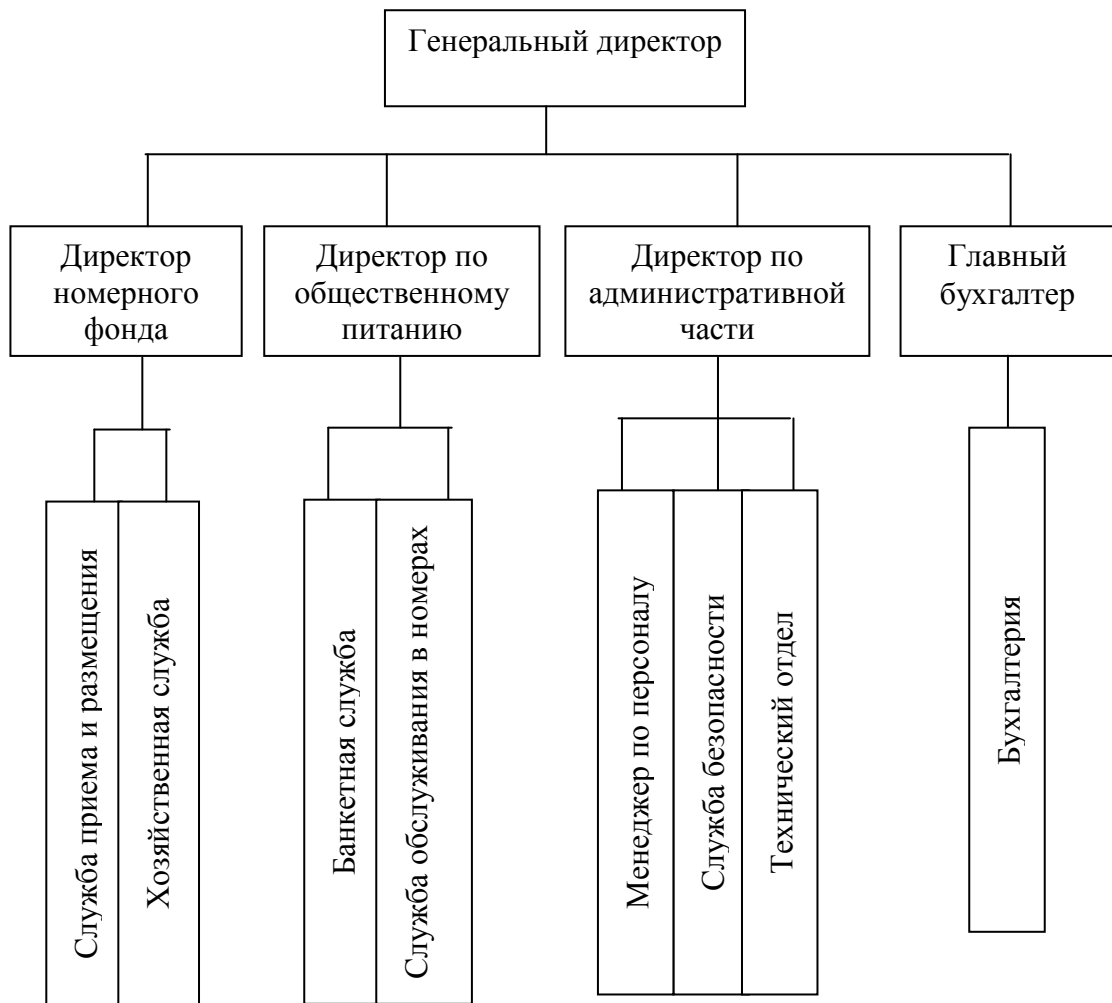 Генеральный директор
Директор
номерного
фонда
Директор по
общественному
питанию
Директор по
административной
части
Главный
бухгалтер
Служба приема и размещения
Хозяйственная служба
Банкетная служба
Служба обслуживания в номерах
Менеджер по персоналу
Служба безопасности
Технический отдел
Бухгалтерия